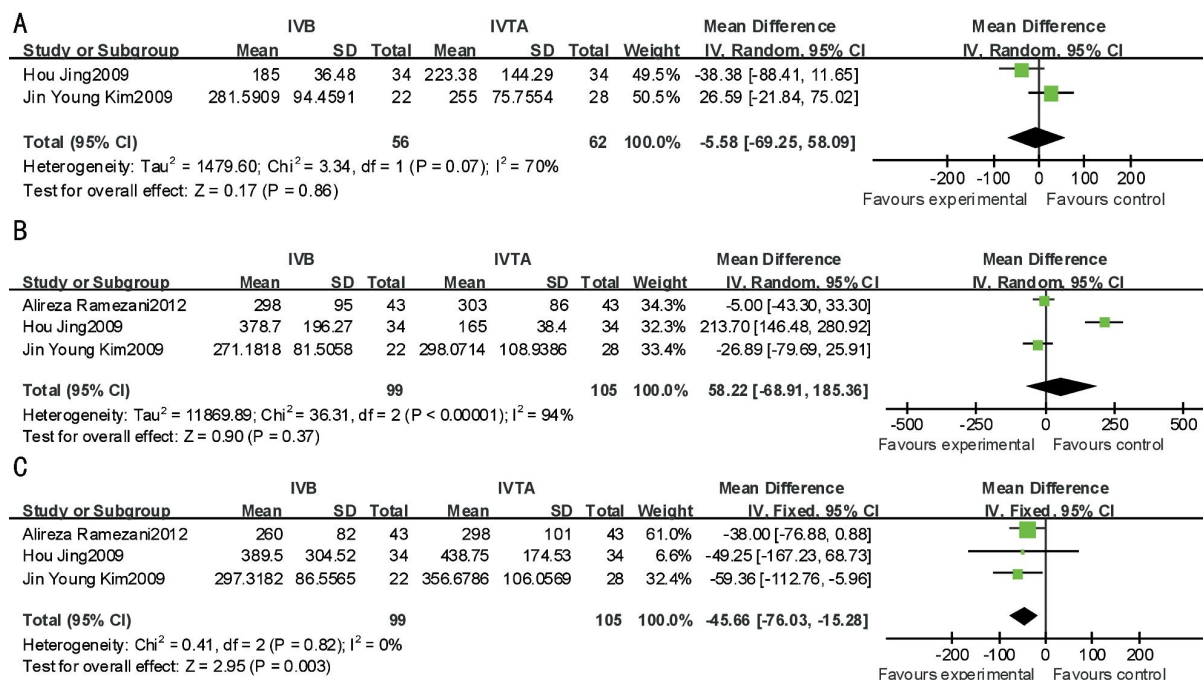 A
IVB IVTA Mean Difference Mean Difference
Study or Subgroup Mean SD Total Mean SD Total Weight IV, Random, 95% CI IV, Random, 95% CI
Hou Jing2009 185 36.48 34 223.38 144.29 34 49.5% -38.38 [-88.41, 11.65]
Jin Young Kim2009 281.5909 94.4591 22 255 75.7554 28 50.5% 26.59 [-21.84, 75.02]
Total (95% CI) 56 62 100.0% -5.58 [-69.25, 58.09]
Heterogeneity: Tau² = 1479.60; Chi² = 3.34, df = 1 (P = 0.07); I² = 70%
Test for overall effect: Z = 0.17 (P = 0.86)
-200 -100 0 100 200
Favours experimental Favours control
B
IVB IVTA Mean Difference Mean Difference
Study or Subgroup Mean SD Total Mean SD Total Weight IV, Random, 95% CI IV, Random, 95% CI
Alireza Ramezani2012 298 95 43 303 86 43 34.3% -5.00 [-43.30, 33.30]
Hou Jing2009 378.7 196.27 34 165 38.4 34 32.3% 213.70 [146.48, 280.92]
Jin Young Kim2009 271.1818 81.5058 22 298.0714 108.9386 28 33.4% -26.89 [-79.69, 25.91]
Total (95% CI) 99 105 100.0% 58.22 [-68.91, 185.36]
Heterogeneity: Tau² = 11869.89; Chi² = 36.31, df = 2 (P < 0.00001); I² = 94%
Test for overall effect: Z = 0.90 (P = 0.37)
-500 -250 0 250 500
Favours experimental Favours control
C
IVB IVTA Mean Difference Mean Difference
Study or Subgroup Mean SD Total Mean SD Total Weight IV, Fixed, 95% CI IV, Fixed, 95% CI
Alireza Ramezani2012 260 82 43 298 101 43 61.0% -38.00 [-76.88, 0.88]
Hou Jing2009 389.5 304.52 34 438.75 174.53 34 6.6% -49.25 [-167.23, 68.73]
Jin Young Kim2009 297.3182 86.5565 22 356.6786 106.0569 28 32.4% -59.36 [-112.76, -5.96]
Total (95% CI) 99 105 100.0% -45.66 [-76.03, -15.28]
Heterogeneity: Chi² = 0.41, df = 2 (P = 0.82); I² = 0%
Test for overall effect: Z = 2.95 (P = 0.003)
-200 -100 0 100 200
Favours experimental Favours control